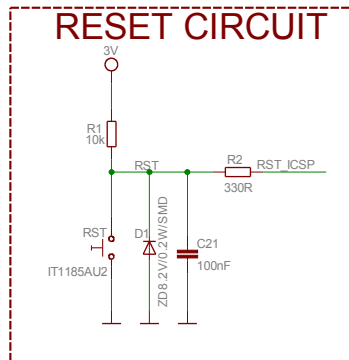 RESET CIRCUIT
3V
R1
10k
RST
R2
RST_ICSP
330R
RST
D1
C21
100nF
IT1185AU2
ZD8.2V/0.2W/SMD